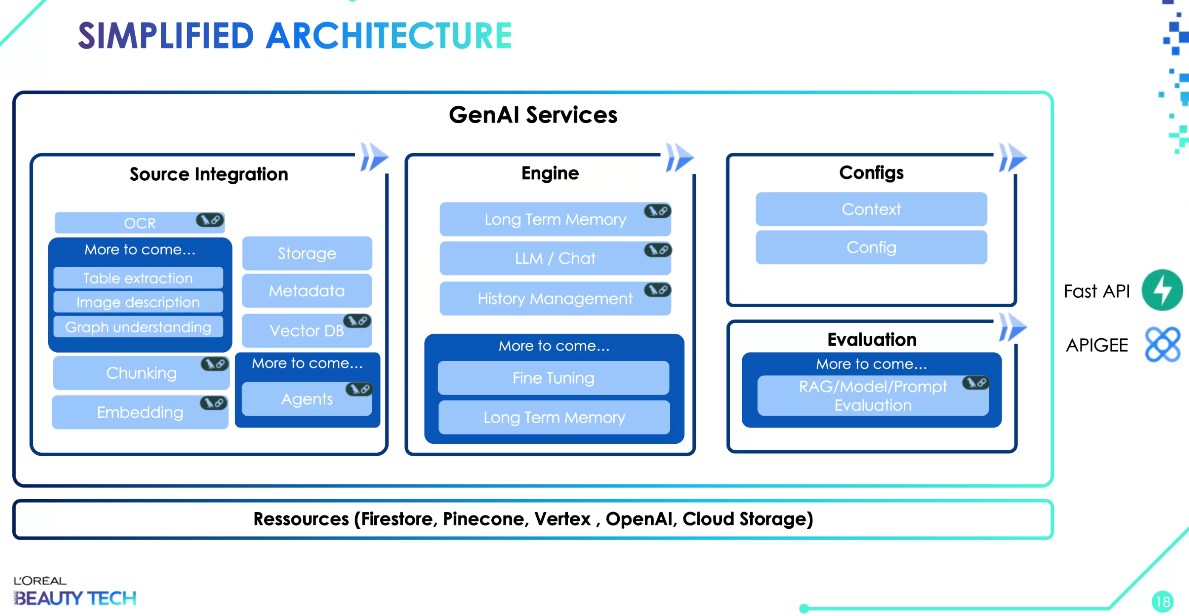 SIMPLIFIED ARCHITECTURE
GenAI Services
Source Integration
OCR
More to come...
Table extraction
Image description
Graph understanding
Chunking
Embedding
Storage
Metadata
Vector DB
More to come...
Agents
Engine
Long Term Memory
LLM / Chat
History Management
More to come...
Fine Tuning
Long Term Memory
Configs
Context
Config
Evaluation
More to come...
RAG/Model/Prompt
Evaluation
Fast API
APIGEE
Ressources (Firestore, Pinecone, Vertex , OpenAI, Cloud Storage)
L'ORÉAL
BEAUTY TECH
18